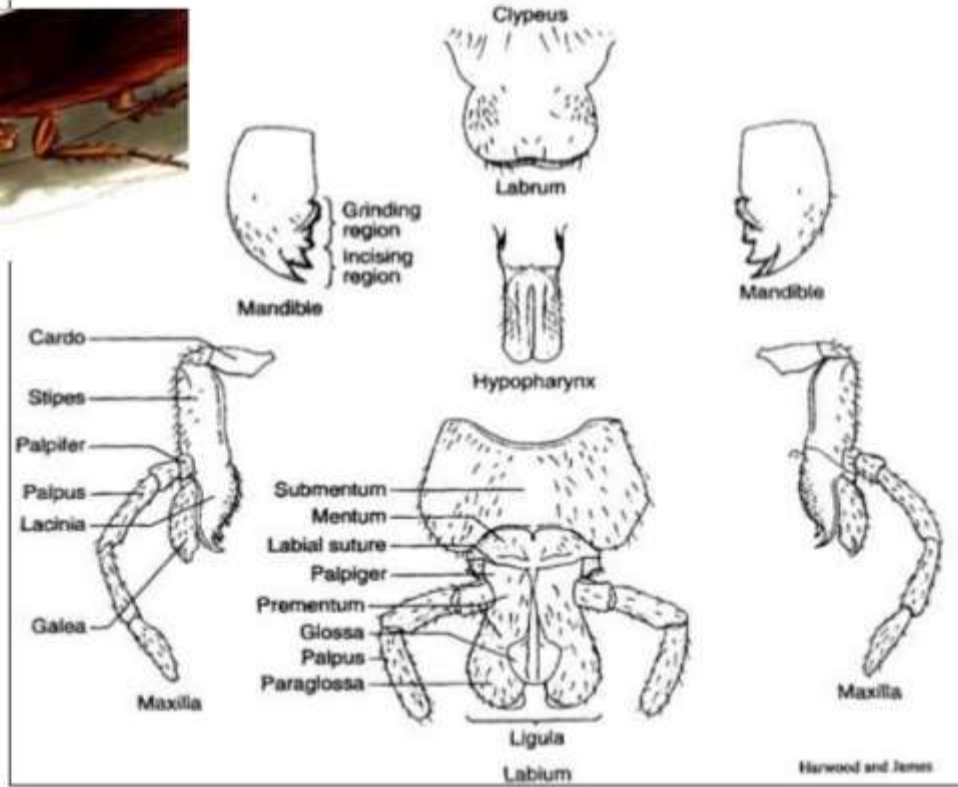 Clypeus
Labrum
Grinding
region
Incising
region
Mandible
Mandible
Hypopharynx
Cardo
Stipes
Palpifer
Palpus
Lacinia
Galea
Maxilla
Submentum
Mentum
Labial suture
Palpiger
Prementum
Glossa
Palpus
Paraglossa
Ligula
Labium
Maxilla
Harwood and James